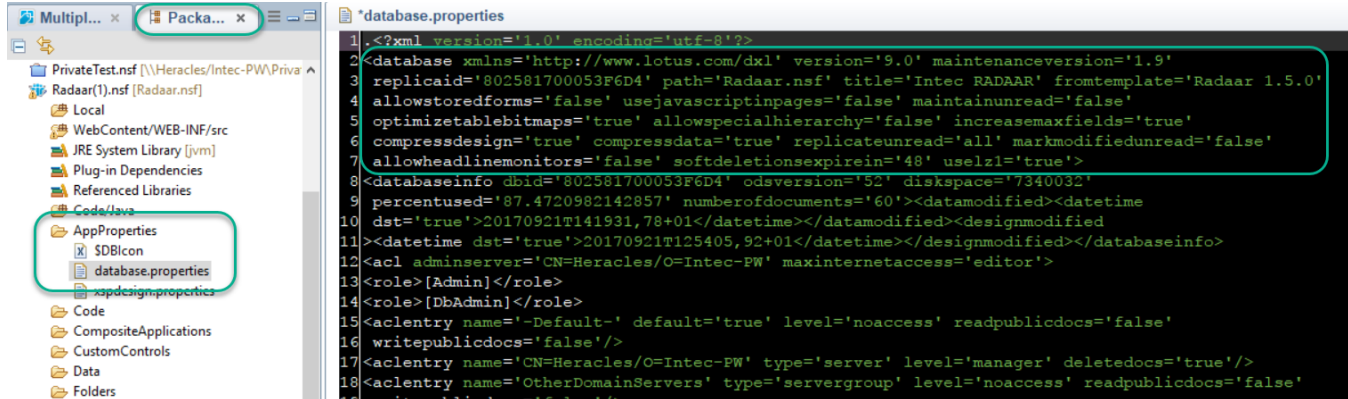 Multipl... ×
Packa... ×
PrivateTest.nsf [\\Heracles/Intec-PW\Privat
Radaar(1).nsf [Radaar.nsf]
Local
WebContent/WEB-INF/src
JRE System Library [jvm]
Plug-in Dependencies
Referenced Libraries
Code/Java
AppProperties
$DBIcon
database.properties
xspdesign.properties
Code
CompositeApplications
CustomControls
Data
Folders
*database.properties
1 .<?xml version='1.0' encoding='utf-8'?>
2 <database xmlns='http://www.lotus.com/dxl' version='9.0' maintenanceversion='1.9'
3 replicaid='802581700053F6D4' path='Radaar.nsf' title='Intec RADAAR' fromtemplate='Radaar 1.5.0'
4 allowstoredforms='false' usejavascriptinpages='false' maintainunread='false'
5 optimizetablebitmaps='true' allowspecialhierarchy='false' increasemaxfields='true'
6 compressdesign='true' compressdata='true' replicateunread='all' markmodifiedunread='false'
7 allowheadlinemonitors='false' softdeletionsexpirein='48' uselz1='true'>
8 <databaseinfo dbid='802581700053F6D4' odsversion='52' diskspace='7340032'
9 percentused='87.4720982142857' numberofdocuments='60'><datamodified><datetime
10 dst='true'>20170921T141931,78+01</datetime></datamodified><designmodified
11 ><datetime dst='true'>20170921T125405,92+01</datetime></designmodified></databaseinfo>
12 <acl adminserver='CN=Heracles/O=Intec-PW' maxinternetaccess='editor'>
13 <role>[Admin]</role>
14 <role>[DbAdmin]</role>
15 <aclentry name='-Default-' default='true' level='noaccess' readpublicdocs='false'
16 writepublicdocs='false'/>
17 <aclentry name='CN=Heracles/O=Intec-PW' type='server' level='manager' deletedocs='true'/>
18 <aclentry name='OtherDomainServers' type='servergroup' level='noaccess' readpublicdocs='false'